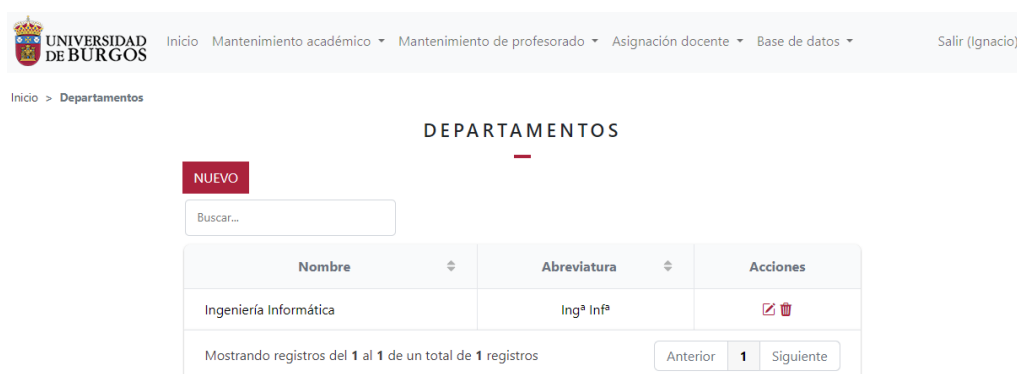 UNIVERSIDAD
DE BURGOS
Inicio Mantenimiento académico Mantenimiento de profesorado Asignación docente Base de datos Salir (Ignacio)
Inicio > Departamentos
DEPARTAMENTOS
NUEVO
Buscar...
Nombre Abreviatura Acciones
Ingeniería Informática Ingª Infª
Mostrando registros del 1 al 1 de un total de 1 registros Anterior 1 Siguiente